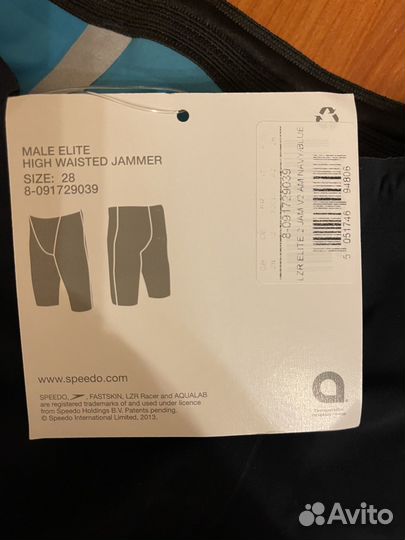 MALE ELITE
HIGH WAISTED JAMMER
SIZE: 28
8-091729039
www.speedo.com
SPEEDO, FASTSKIN, LZR Racer and AQUALAB
are registered trademarks of and used under licence
from Speedo Holdings B.V. Patents pending.
© Speedo International Limited, 2013.
8-091729039
LZR ELITE 2 JAM V2 AM NAVY/BLUE
5 051746 94806
Avito